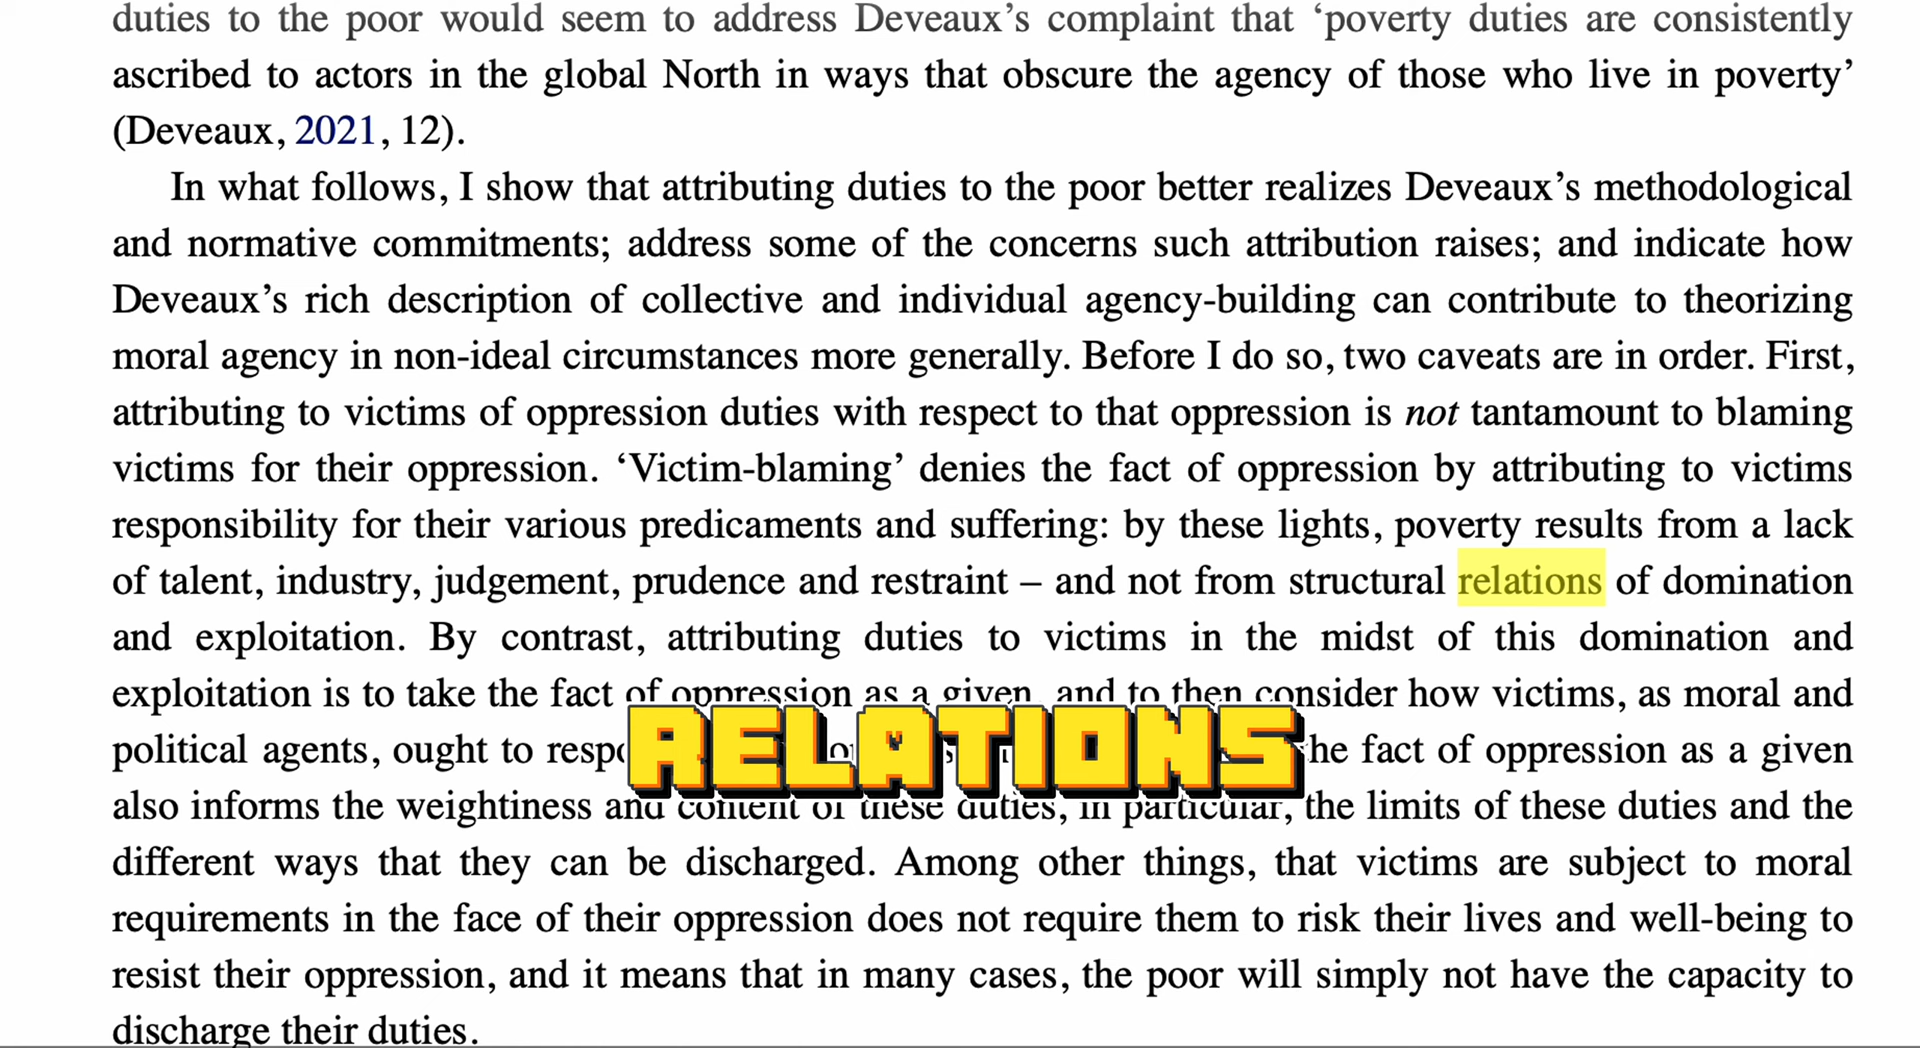 duties to the poor would seem to address Deveaux’s complaint that ‘poverty duties are consistently
ascribed to actors in the global North in ways that obscure the agency of those who live in poverty’
(Deveaux, 2021, 12).
In what follows, I show that attributing duties to the poor better realizes Deveaux’s methodological
and normative commitments; address some of the concerns such attribution raises; and indicate how
Deveaux’s rich description of collective and individual agency-building can contribute to theorizing
moral agency in non-ideal circumstances more generally. Before I do so, two caveats are in order. First,
attributing to victims of oppression duties with respect to that oppression is not tantamount to blaming
victims for their oppression. ‘Victim-blaming’ denies the fact of oppression by attributing to victims
responsibility for their various predicaments and suffering: by these lights, poverty results from a lack
of talent, industry, judgement, prudence and restraint – and not from structural relations of domination
and exploitation. By contrast, attributing duties to victims in the midst of this domination and
exploitation is to take the fact of oppression as a given, and to then consider how victims, as moral and
political agents, ought to the fact of oppression as a given
RELATIONS
also informs the weightiness and content of these duties; in particular, the limits of these duties and the
different ways that they can be discharged. Among other things, that victims are subject to moral
requirements in the face of their oppression does not require them to risk their lives and well-being to
resist their oppression, and it means that in many cases, the poor will simply not have the capacity to
discharge their duties.